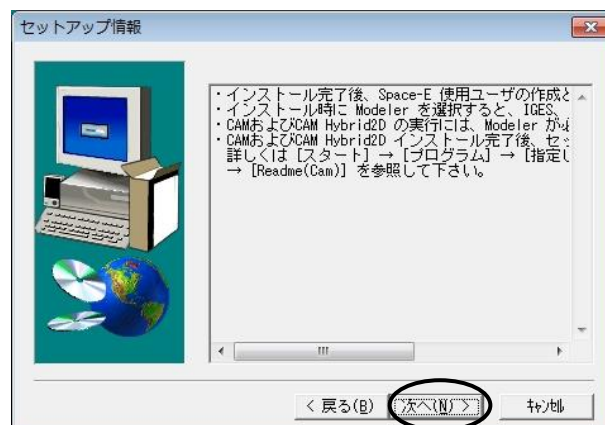 セットアップ情報
・インストール完了後、Space-E 使用ユーザの作成と
・インストール時に Modeler を選択すると、IGES、
・CAMおよびCAM Hybrid2D の実行には、Modeler が
・CAMおよびCAM Hybrid2D インストール完了後、セッ
詳しくは [スタート] → [プログラム] → [指定し
→ [Readme(Cam)] を参照して下さい。
< 戻る(B)
次へ(N) >
キャンセル